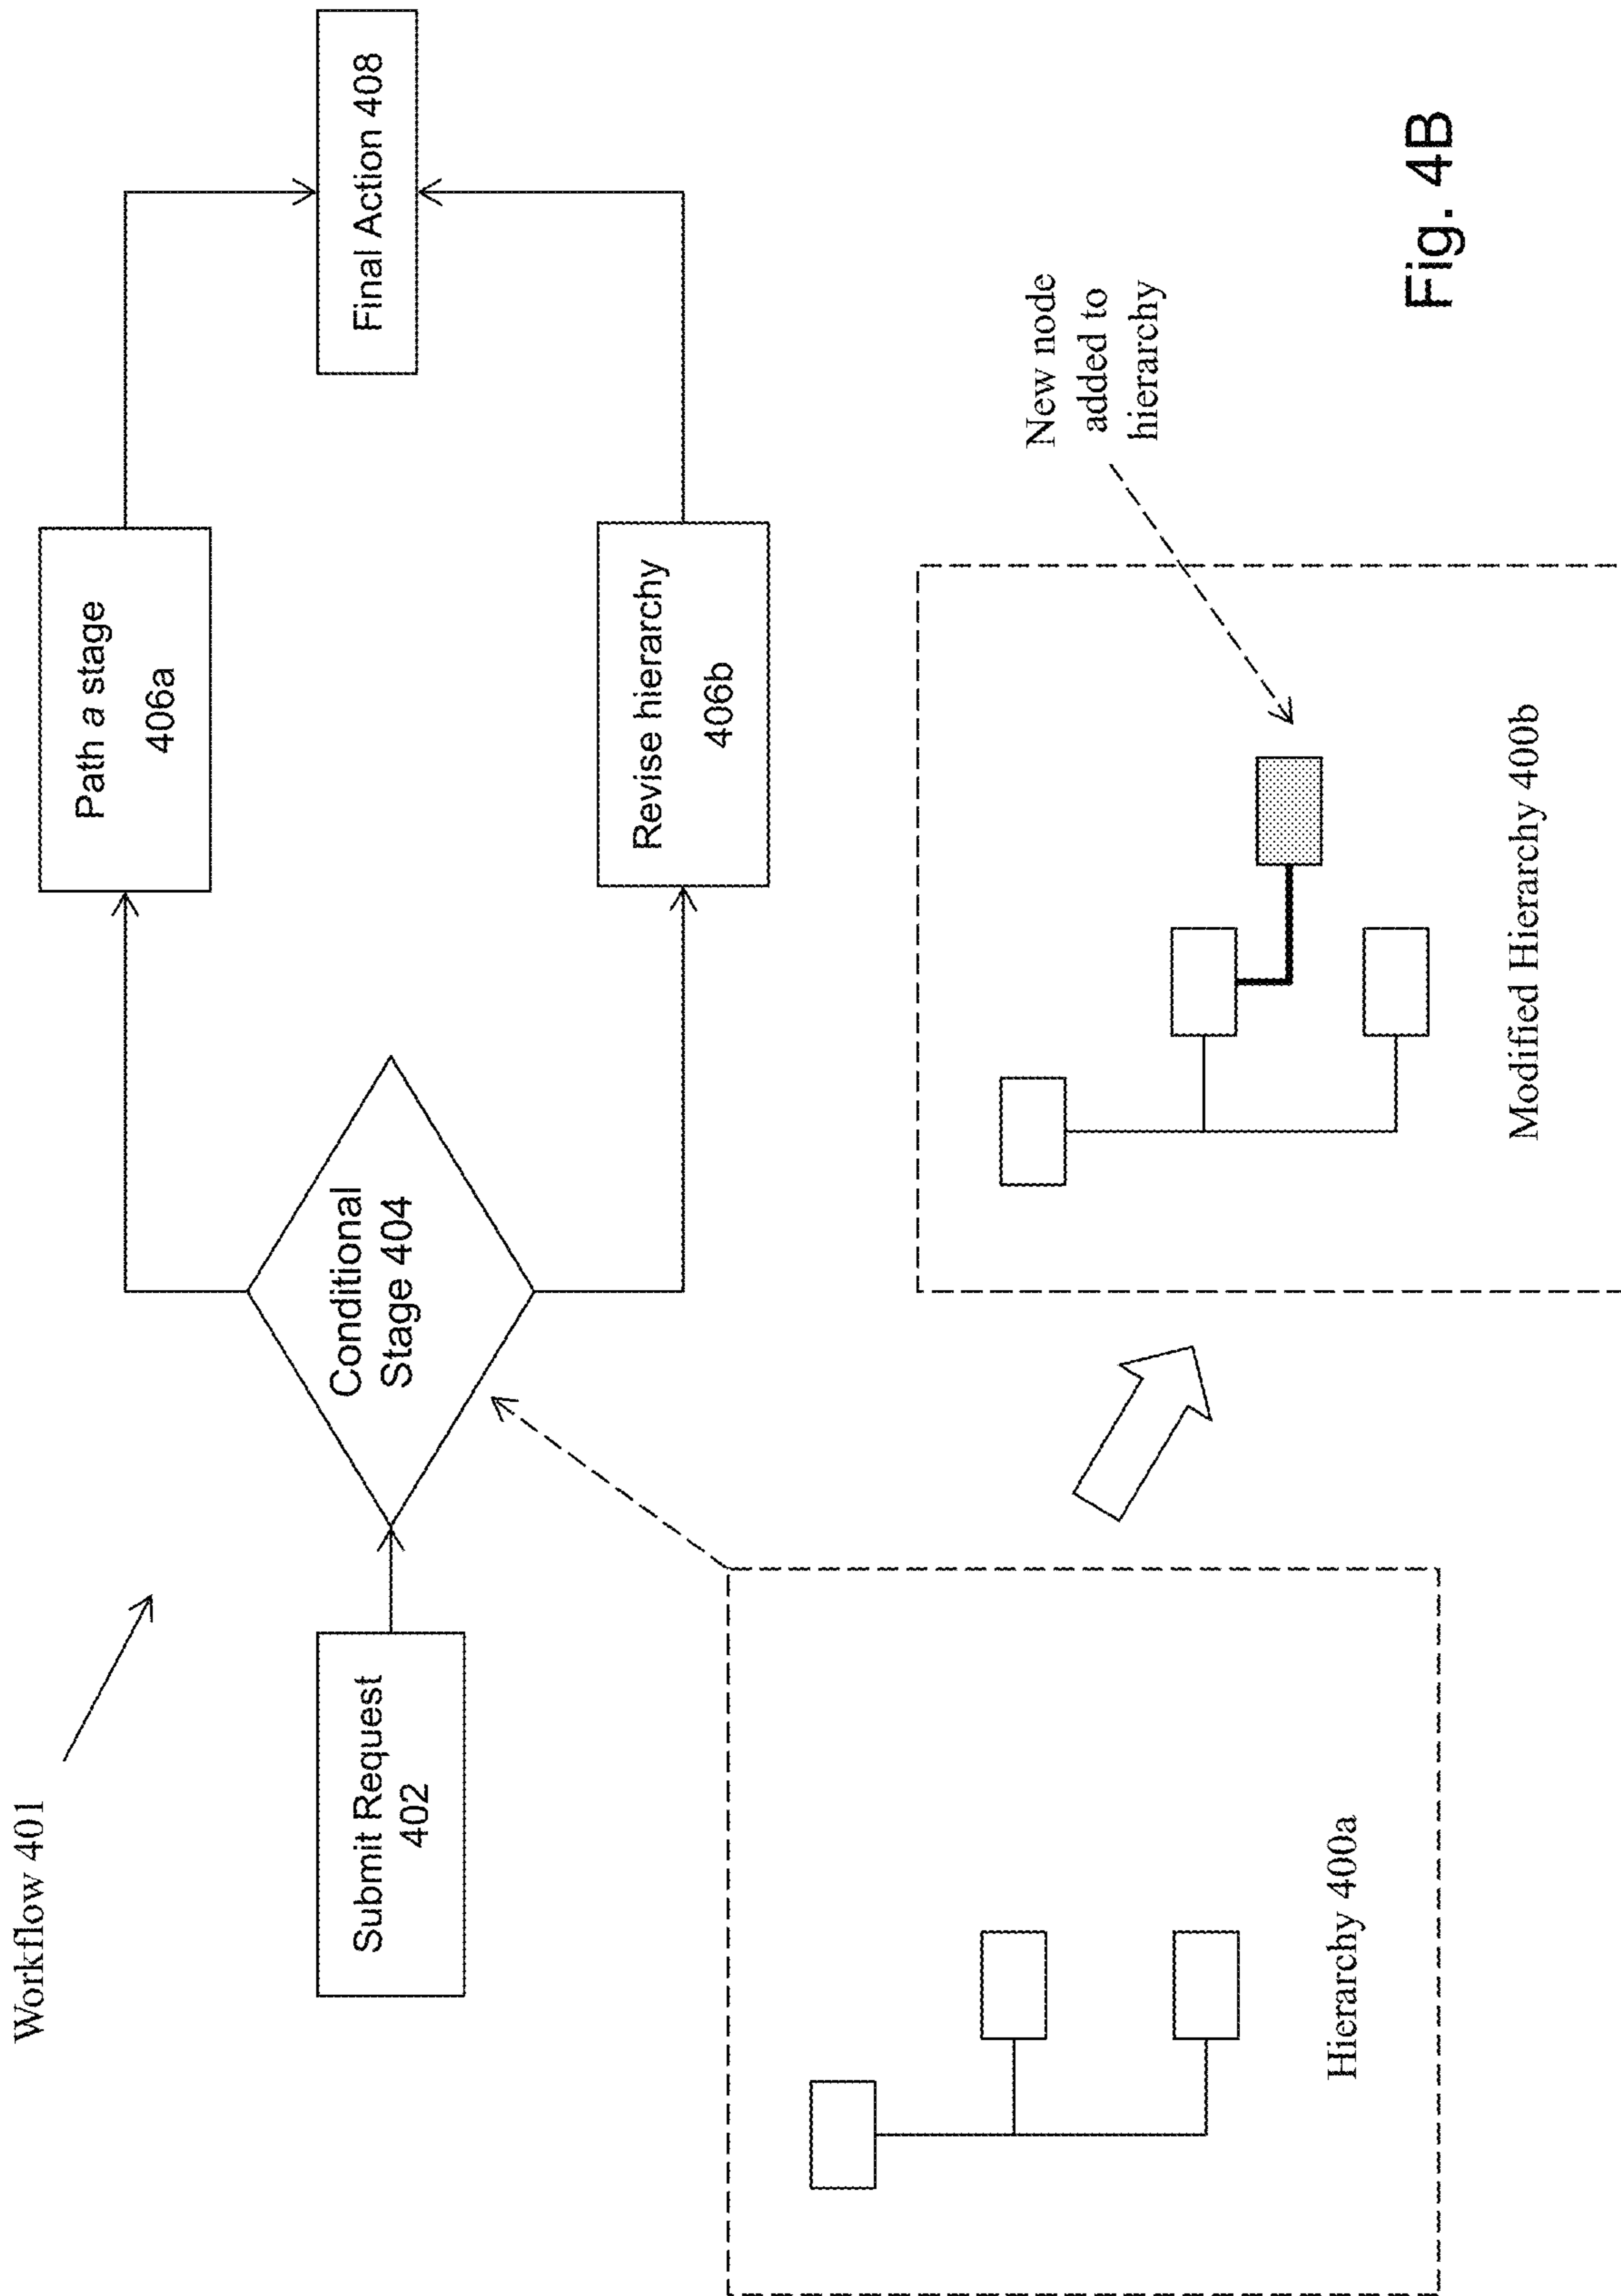 Workflow 401
Submit Request
402
Conditional
Stage 404
Path a stage
406a
Revise hierarchy
406b
Final Action 408
Hierarchy 400a
New node
added to
hierarchy
Modified Hierarchy 400b
Fig. 4B